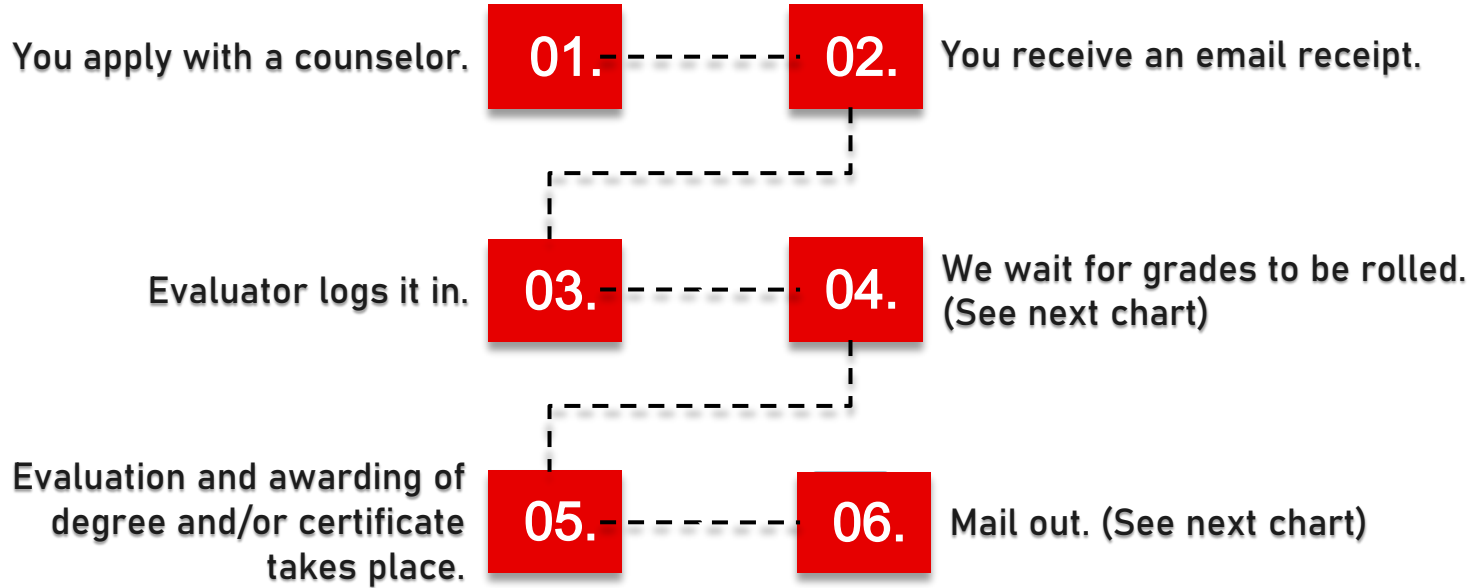 You apply with a counselor.
01.
02.
You receive an email receipt.
Evaluator logs it in.
03.
04.
We wait for grades to be rolled.
(See next chart)
Evaluation and awarding of
degree and/or certificate
takes place.
05.
06.
Mail out. (See next chart)